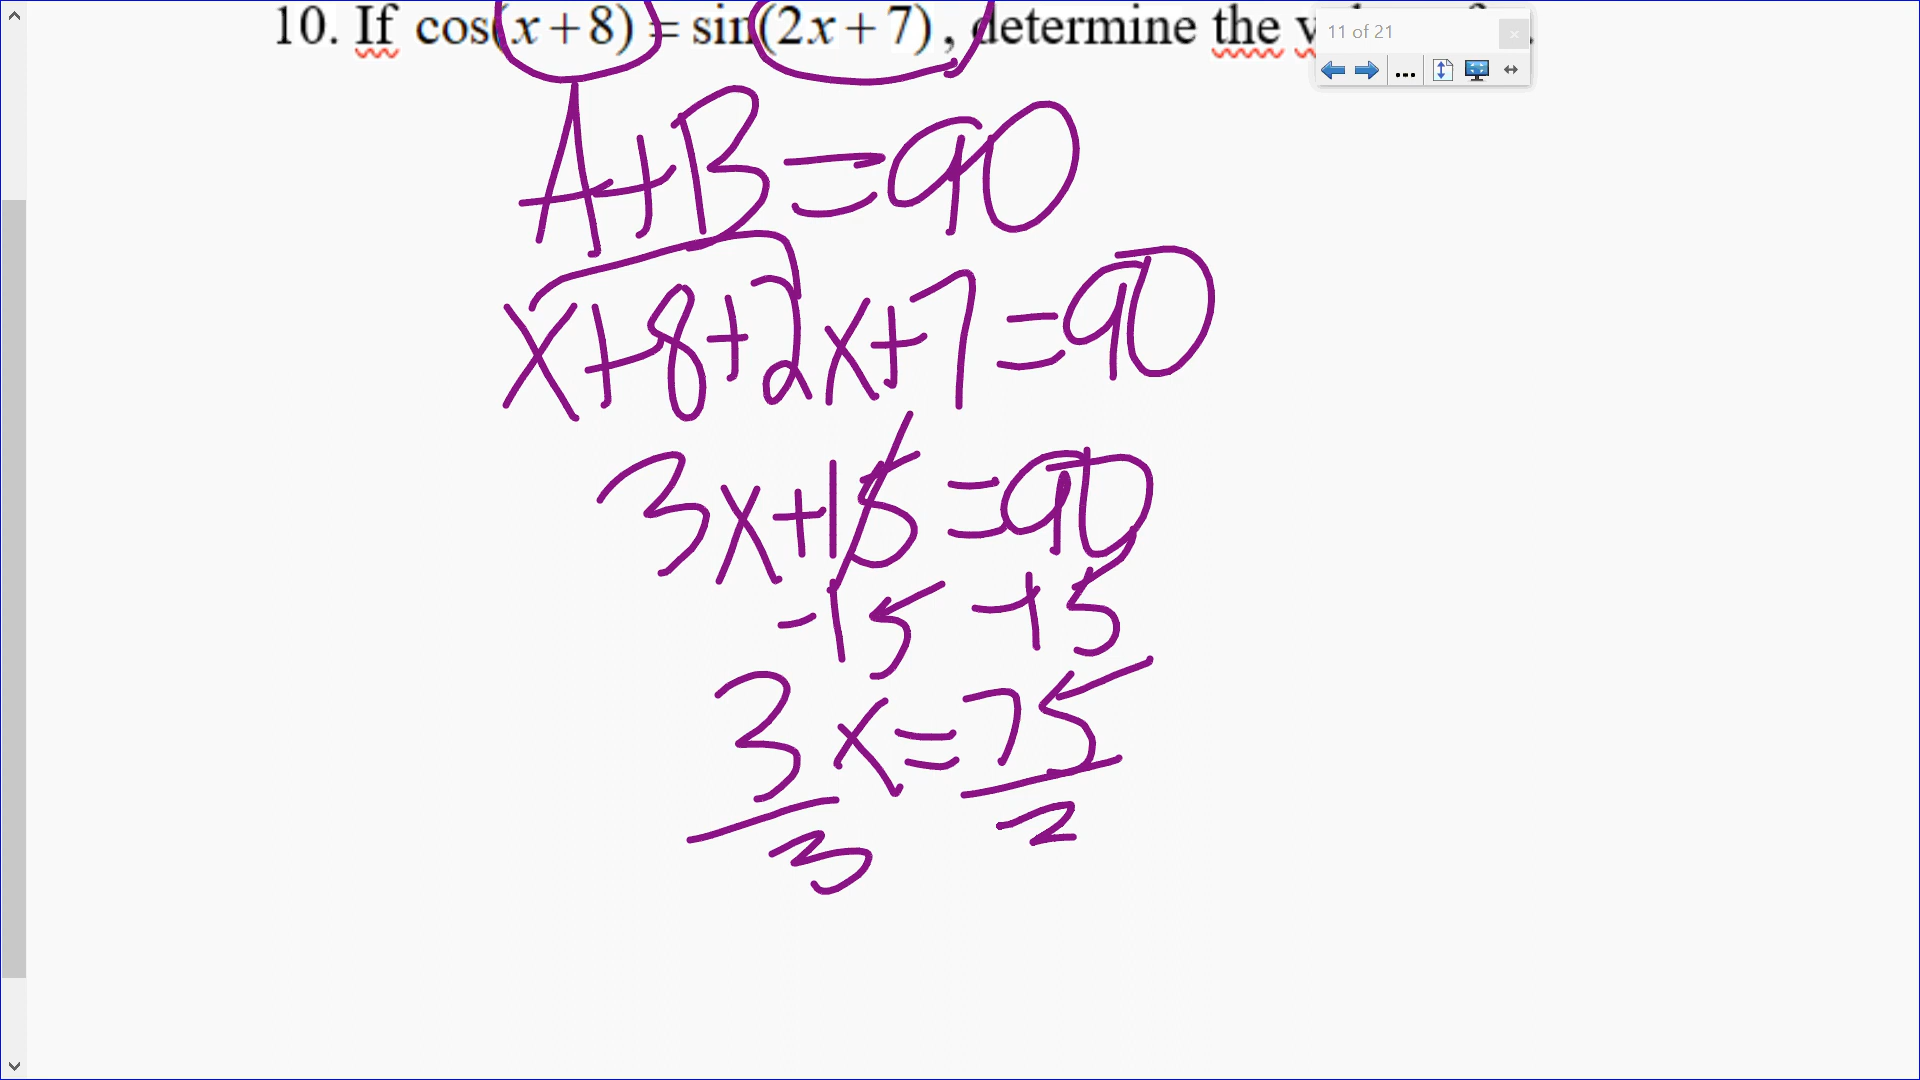 10. If cos(x+8) = sin(2x+7), determine the
11 of 21
...
A+B=90
x+8+2x+7=90
3x+15=90
-15 -15
3x=75
3 2